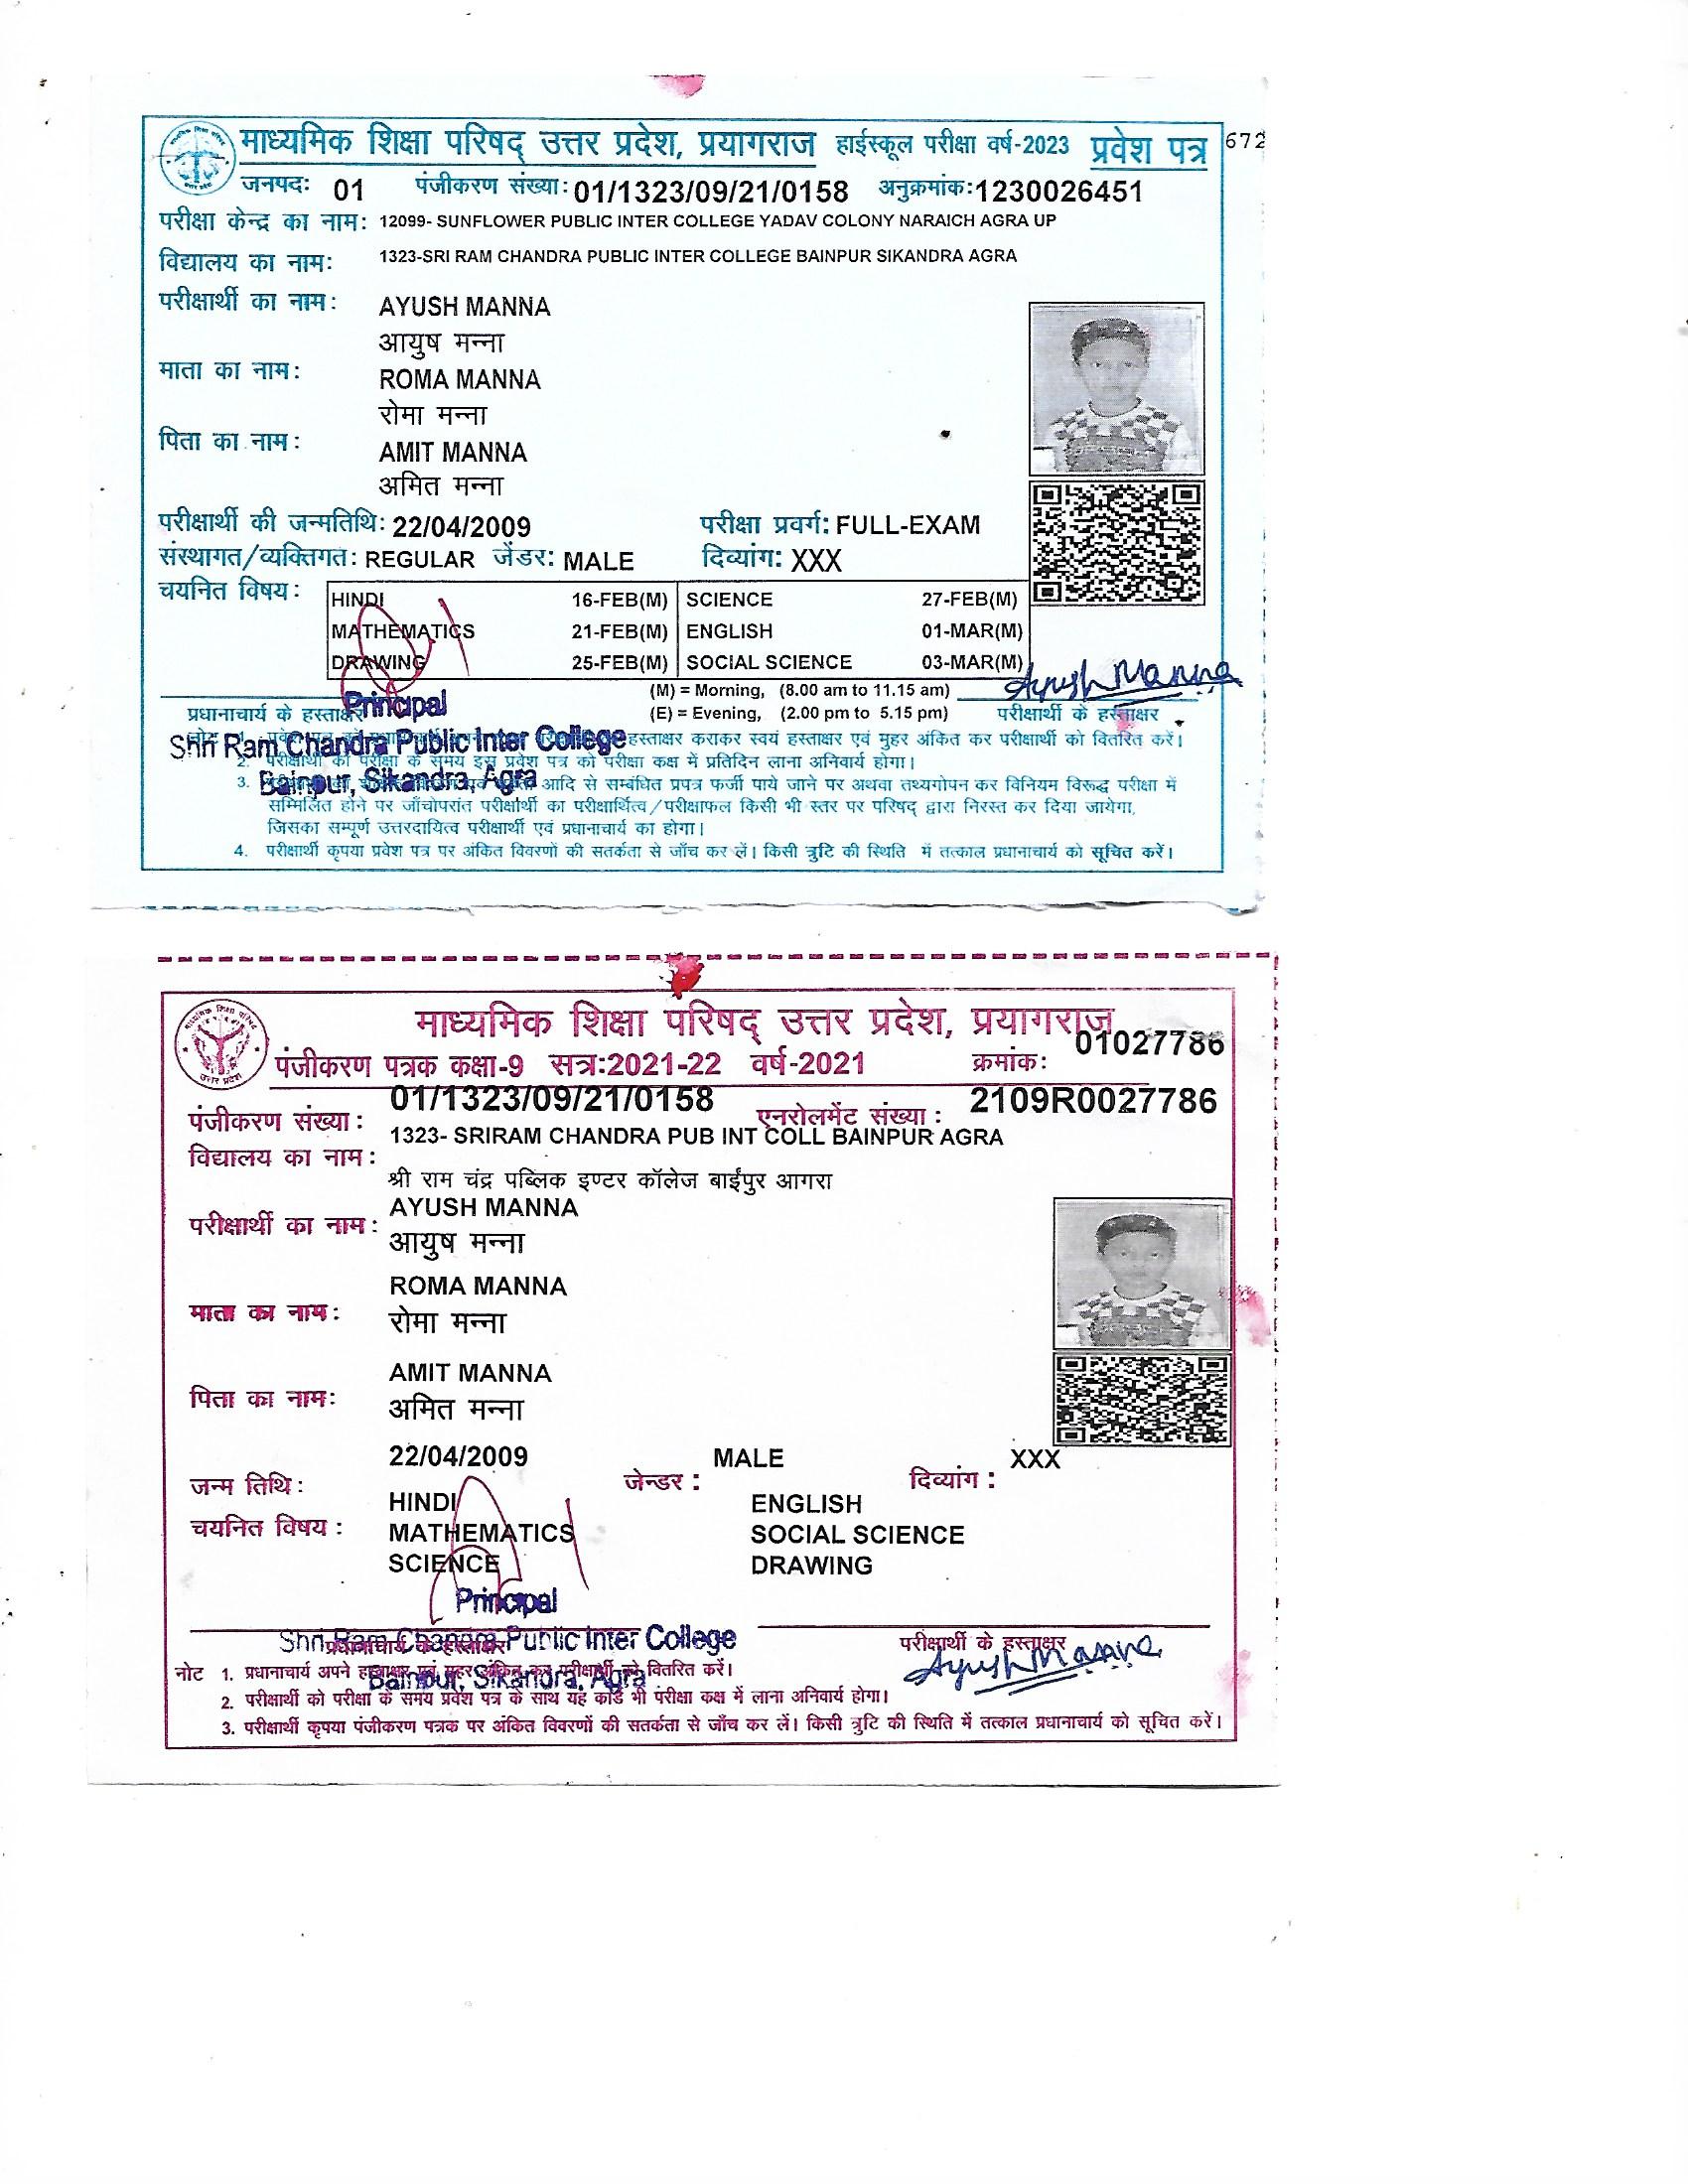 माध्यमिक शिक्षा परिषद् उत्तर प्रदेश, प्रयागराज हाईस्कूल परीक्षा वर्ष-2023 प्रवेश पत्र 672
जनपद: 01 पंजीकरण संख्या: 01/1323/09/21/0158 अनुक्रमांक: 1230026451
परीक्षा केन्द्र का नाम: 12099- SUNFLOWER PUBLIC INTER COLLEGE YADAV COLONY NARAICH AGRA UP
विद्यालय का नाम: 1323-SRI RAM CHANDRA PUBLIC INTER COLLEGE BAINPUR SIKANDRA AGRA
परीक्षार्थी का नाम: AYUSH MANNA
आयुष मन्ना
माता का नाम: ROMA MANNA
रोमा मन्ना
पिता का नाम: AMIT MANNA
अमित मन्ना
परीक्षार्थी की जन्मतिथि: 22/04/2009 परीक्षा प्रवर्ग: FULL-EXAM
संस्थागत/व्यक्तिगत: REGULAR जेंडर: MALE दिव्यांग: XXX
चयनित विषय: HINDI 16-FEB(M) SCIENCE 27-FEB(M)
MATHEMATICS 21-FEB(M) ENGLISH 01-MAR(M)
DRAWING 25-FEB(M) SOCIAL SCIENCE 03-MAR(M)
(M) = Morning, (8.00 am to 11.15 am) Ayush Manna
Principal (E) = Evening, (2.00 pm to 5.15 pm)
प्रधानाचार्य के हस्ताक्षर परीक्षार्थी के हस्ताक्षर
Shri Ram Chandra Public Inter College
Bainpur, Sikandra, Agra
हस्ताक्षर कराकर स्वयं हस्ताक्षर एवं मुहर अंकित कर परीक्षार्थी को वितरित करें।
2. परीक्षार्थी को परीक्षा के समय इस प्रवेश पत्र को परीक्षा कक्ष में प्रतिदिन लाना अनिवार्य होगा।
3. आदि से सम्बंधित प्रपत्र फर्जी पाये जाने पर अथवा तथ्यगोपन कर विनियम विरूद्ध परीक्षा में
सम्मिलित होने पर जाँचोपरांत परीक्षार्थी का परीक्षार्थित्व/परीक्षाफल किसी भी स्तर पर परिषद् द्वारा निरस्त कर दिया जायेगा,
जिसका सम्पूर्ण उत्तरदायित्व परीक्षार्थी एवं प्रधानाचार्य का होगा।
4. परीक्षार्थी कृपया प्रवेश पत्र पर अंकित विवरणों की सतर्कता से जाँच कर लें। किसी त्रुटि की स्थिति में तत्काल प्रधानाचार्य को सूचित करें।
माध्यमिक शिक्षा परिषद् उत्तर प्रदेश, प्रयागराज
पंजीकरण पत्रक कक्षा-9 सत्र:2021-22 वर्ष-2021 क्रमांक: 01027786
पंजीकरण संख्या: 01/1323/09/21/0158 एनरोलमेंट संख्या: 2109R0027786
विद्यालय का नाम: 1323- SRIRAM CHANDRA PUB INT COLL BAINPUR AGRA
श्री राम चंद्र पब्लिक इण्टर कॉलेज बाईंपुर आगरा
परीक्षार्थी का नाम: AYUSH MANNA
आयुष मन्ना
माता का नाम: ROMA MANNA
रोमा मन्ना
पिता का नाम: AMIT MANNA
अमित मन्ना
जन्म तिथि: 22/04/2009 जेन्डर: MALE दिव्यांग: XXX
चयनित विषय: HINDI ENGLISH
MATHEMATICS SOCIAL SCIENCE
SCIENCE DRAWING
Principal
Shri Ram Chandra Public Inter College
Bainpur, Sikandra, Agra
प्रधानाचार्य के हस्ताक्षर परीक्षार्थी के हस्ताक्षर
Ayush Manna
नोट 1. प्रधानाचार्य अपने हस्ताक्षर एवं मुहर अंकित कर परीक्षार्थी को वितरित करें।
2. परीक्षार्थी को परीक्षा के समय प्रवेश पत्र के साथ यह कार्ड भी परीक्षा कक्ष में लाना अनिवार्य होगा।
3. परीक्षार्थी कृपया पंजीकरण पत्रक पर अंकित विवरणों की सतर्कता से जाँच कर लें। किसी त्रुटि की स्थिति में तत्काल प्रधानाचार्य को सूचित करें।